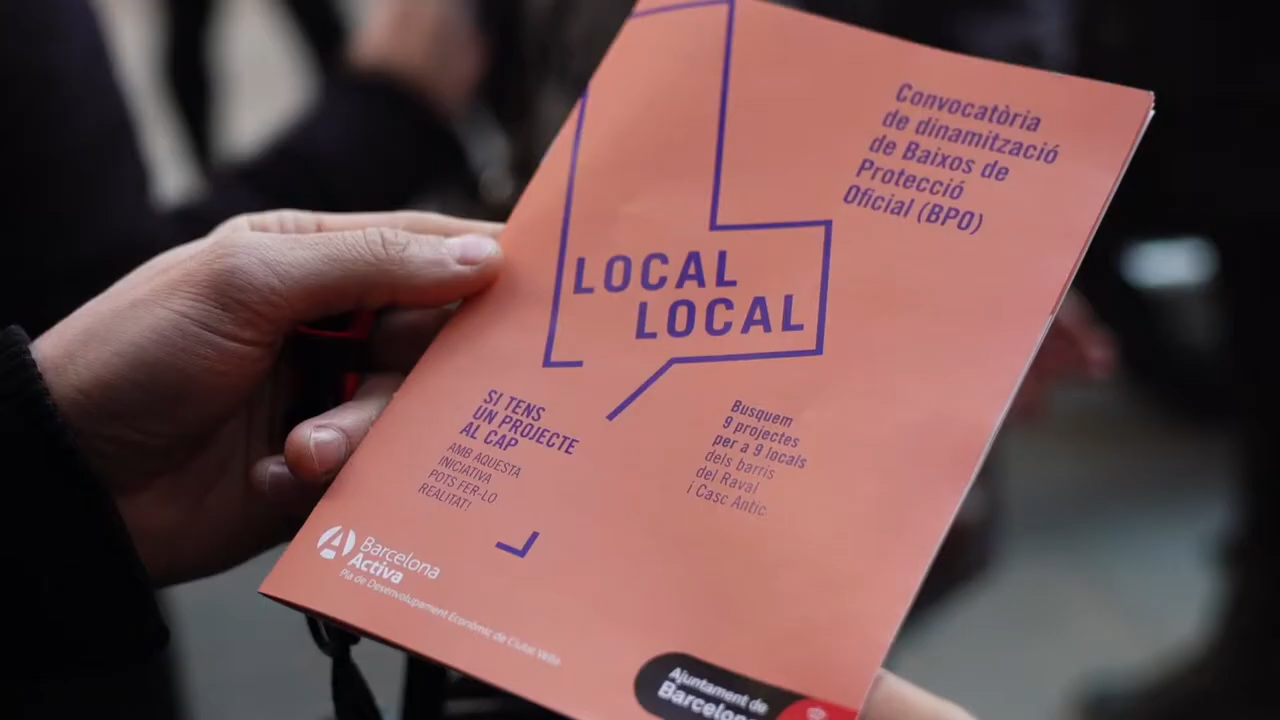 Convocatòria
de dinamització
de Baixos de
Protecció
Oficial (BPO)
LOCAL
LOCAL
SI TENS
UN PROJECTE
AL CAP
AMB AQUESTA
INICIATIVA
POTS FER-LO
REALITAT!
Busquem
9 projectes
per a 9 locals
dels barris
del Raval
i Casc Antic
Barcelona
Activa
Pla de Desenvolupament Econòmic de Ciutat Vella
Ajuntament de
Barcelona